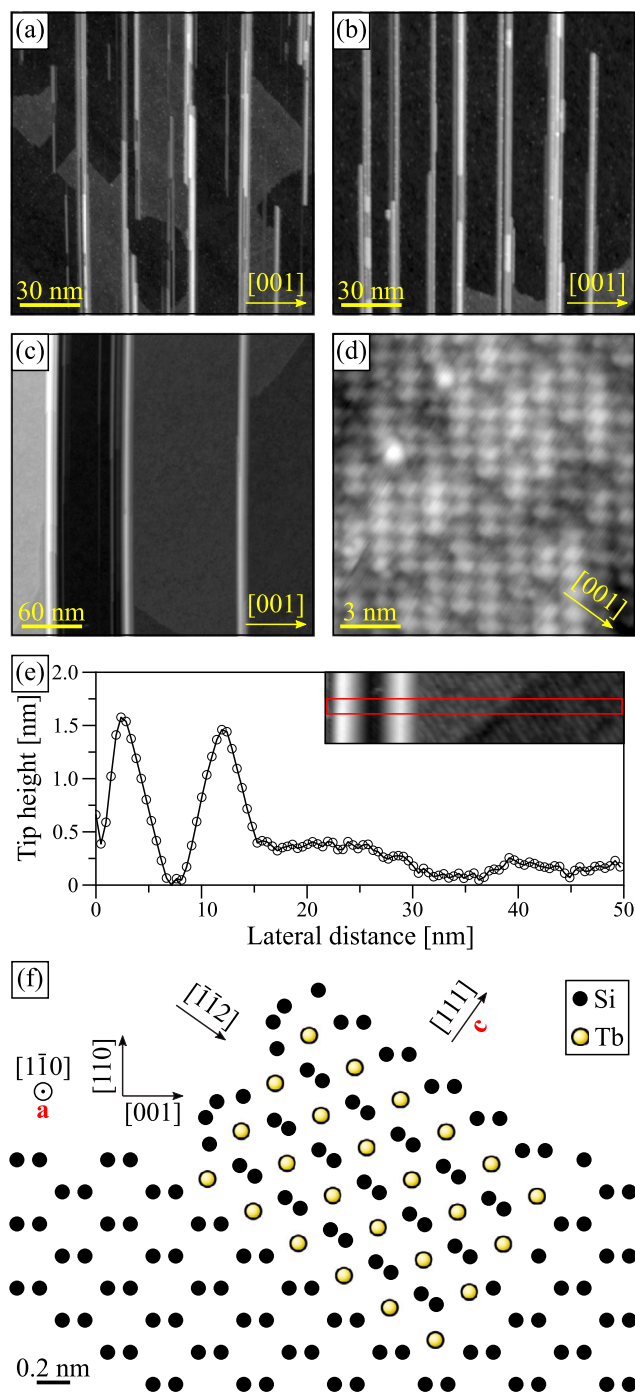 (a)
30 nm
[001]
(b)
30 nm
[001]
(c)
60 nm
[001]
(d)
3 nm
[001]
(e)
Tip height [nm]
2.0
1.5
1.0
0.5
0
0 10 20 30 40 50
Lateral distance [nm]
(f)
[1̅1̅2]
[111]
c
Si
Tb
[11̅0]
a
[110]
[001]
0.2 nm